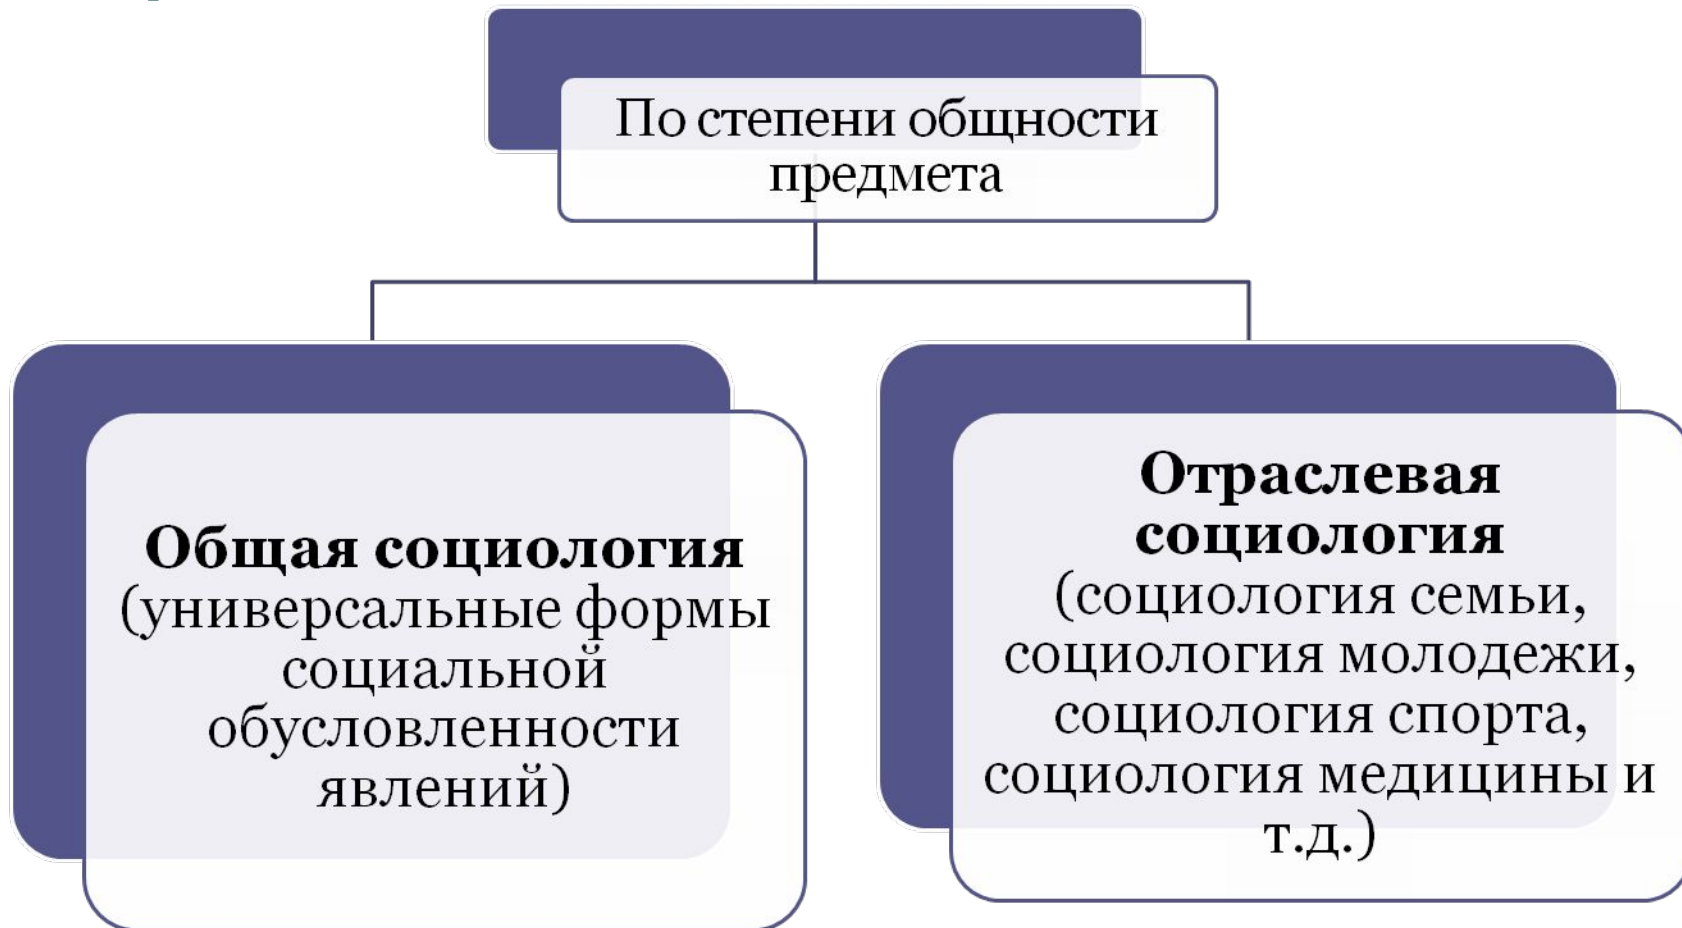 По степени общности
предмета
Общая социология
(универсальные формы
социальной
обусловленности
явлений)
Отраслевая
социология
(социология семьи,
социология молодежи,
социология спорта,
социология медицины и
т.д.)